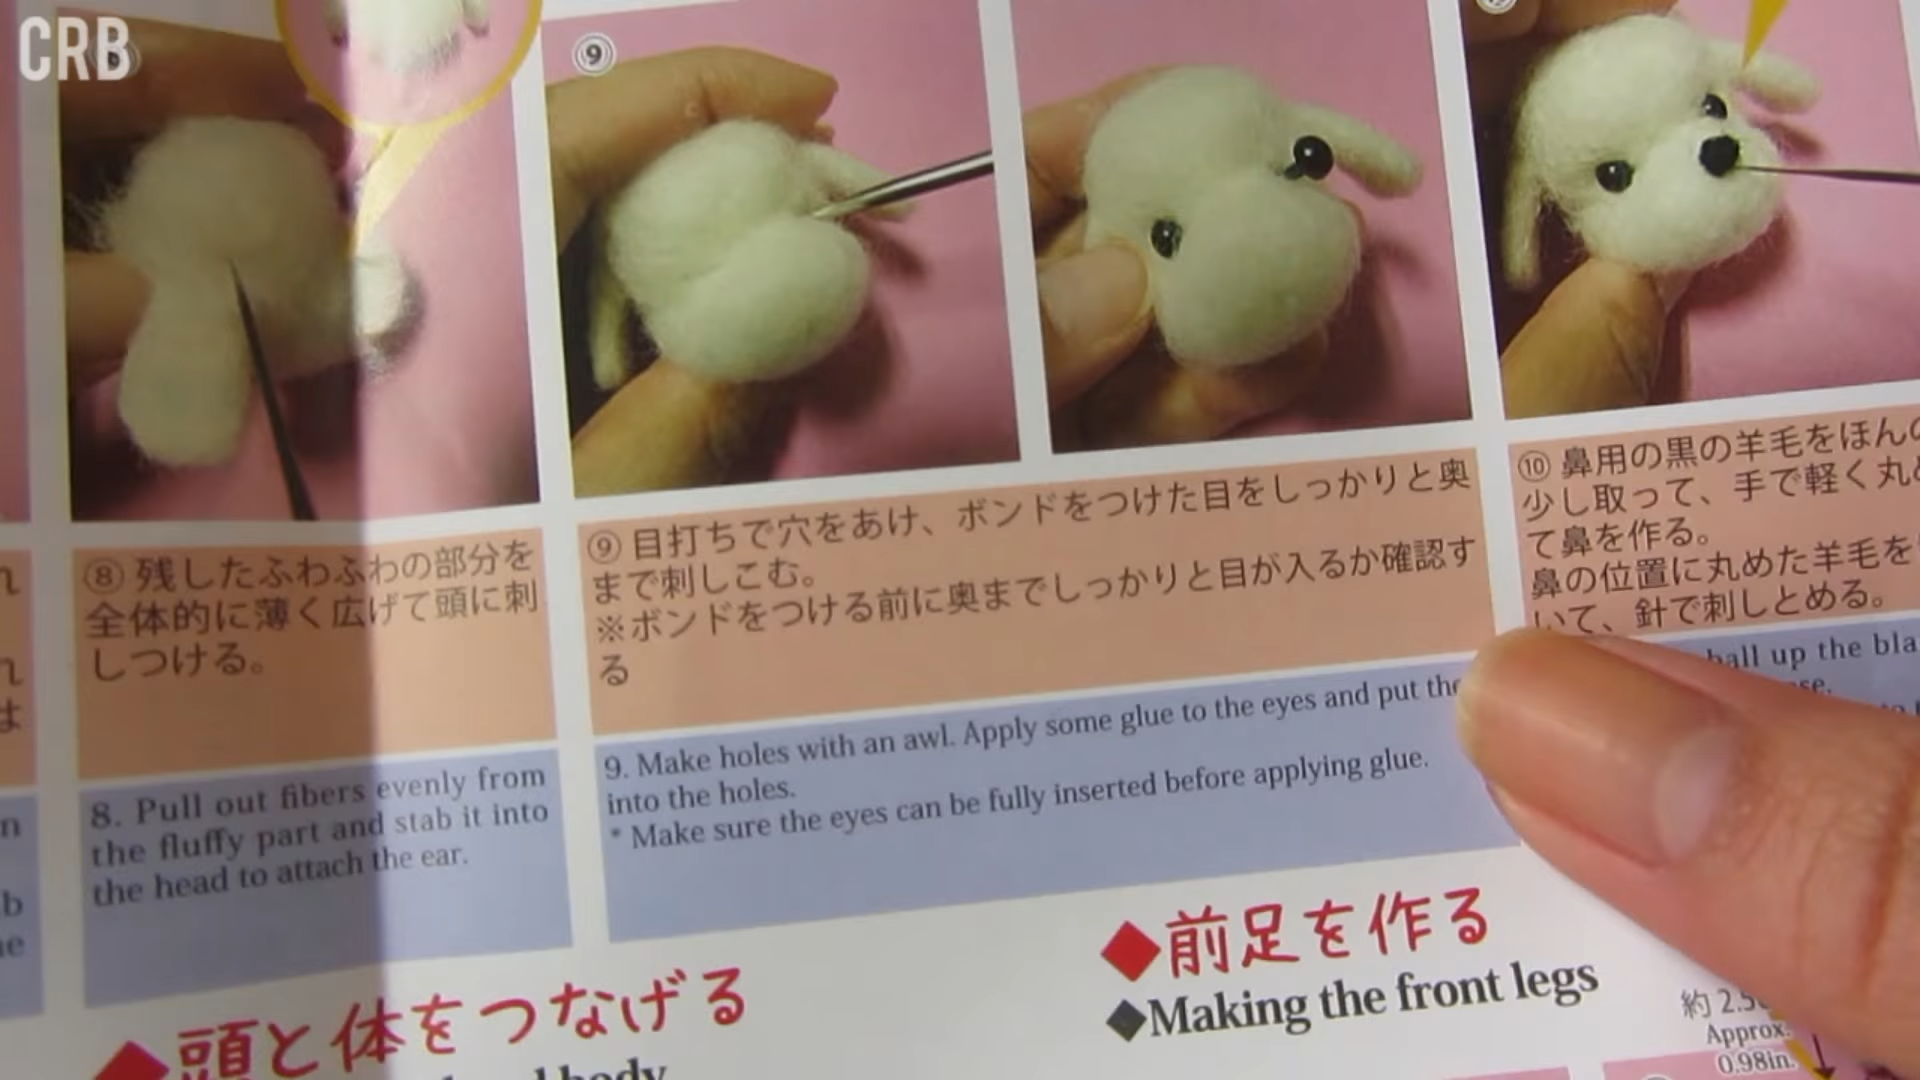 CRB
⑨
⑧ 残したふわふわの部分を
全体的に薄く広げて頭に刺
しつける。
8. Pull out fibers evenly from
the fluffy part and stab it into
the head to attach the ear.
⑨ 目打ちで穴をあけ、ボンドをつけた目をしっかりと奥
まで刺しこむ。
※ボンドをつける前に奥までしっかりと目が入るか確認す
る
9. Make holes with an awl. Apply some glue to the eyes and put the
into the holes.
* Make sure the eyes can be fully inserted before applying glue.
⑩ 鼻用の黒の羊毛をほんの
少し取って、手で軽く丸め
て鼻を作る。
鼻の位置に丸めた羊毛を
いて、針で刺しとめる。
ball up the
◆頭と体をつなげる
body
◆前足を作る
◆Making the front legs
約 2.5
Approx.
0.98in.